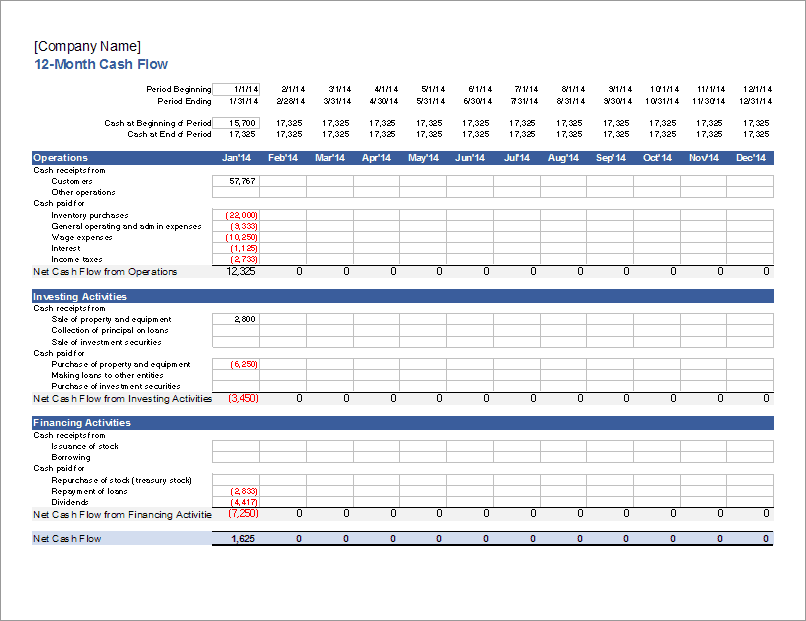 [Company Name]
12-Month Cash Flow
Period Beginning 1/1/14 2/1/14 3/1/14 4/1/14 5/1/14 6/1/14 7/1/14 8/1/14 9/1/14 10/1/14 11/1/14 12/1/14
Period Ending 1/31/14 2/28/14 3/31/14 4/30/14 5/31/14 6/30/14 7/31/14 8/31/14 9/30/14 10/31/14 11/30/14 12/31/14
Cash at Beginning of Period 15,700 17,325 17,325 17,325 17,325 17,325 17,325 17,325 17,325 17,325 17,325 17,325
Cash at End of Period 17,325 17,325 17,325 17,325 17,325 17,325 17,325 17,325 17,325 17,325 17,325 17,325
Operations Jan'14 Feb'14 Mar'14 Apr'14 May'14 Jun'14 Jul'14 Aug'14 Sep'14 Oct'14 Nov'14 Dec'14
Cash receipts from
Customers 57,767
Other operations
Cash paid for
Inventory purchases (22,000)
General operating and admin expenses (9,333)
Wage expenses (10,250)
Interest (1,125)
Income taxes (2,733)
Net Cash Flow from Operations 12,325 0 0 0 0 0 0 0 0 0 0 0
Investing Activities
Cash receipts from
Sale of property and equipment 2,800
Collection of principal on loans
Sale of investment securities
Cash paid for
Purchase of property and equipment (6,250)
Making loans to other entities
Purchase of investment securities
Net Cash Flow from Investing Activities (3,450) 0 0 0 0 0 0 0 0 0 0 0
Financing Activities
Cash receipts from
Issuance of stock
Borrowing
Cash paid for
Repurchase of stock (treasury stock)
Repayment of loans (2,833)
Dividends (4,417)
Net Cash Flow from Financing Activitie (7,250) 0 0 0 0 0 0 0 0 0 0 0
Net Cash Flow 1,625 0 0 0 0 0 0 0 0 0 0 0